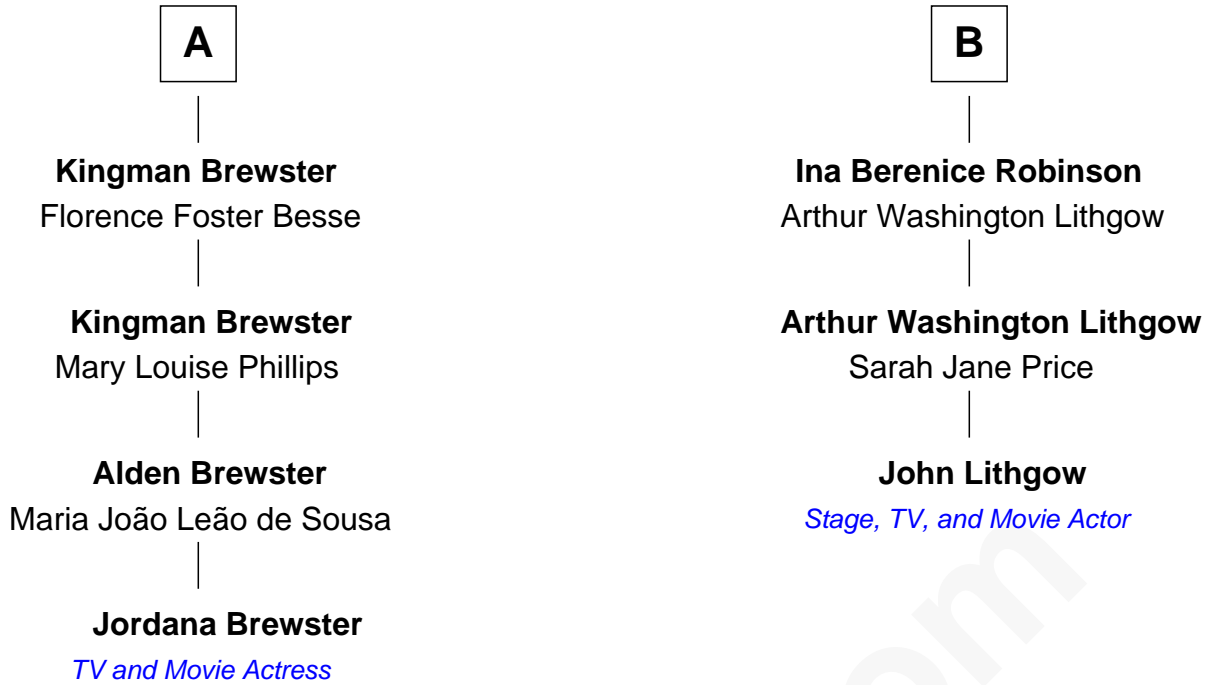 A
Kingman Brewster
Florence Foster Besse
Kingman Brewster
Mary Louise Phillips
Alden Brewster
Maria João Leão de Sousa
Jordana Brewster
TV and Movie Actress
B
Ina Berenice Robinson
Arthur Washington Lithgow
Arthur Washington Lithgow
Sarah Jane Price
John Lithgow
Stage, TV, and Movie Actor
om